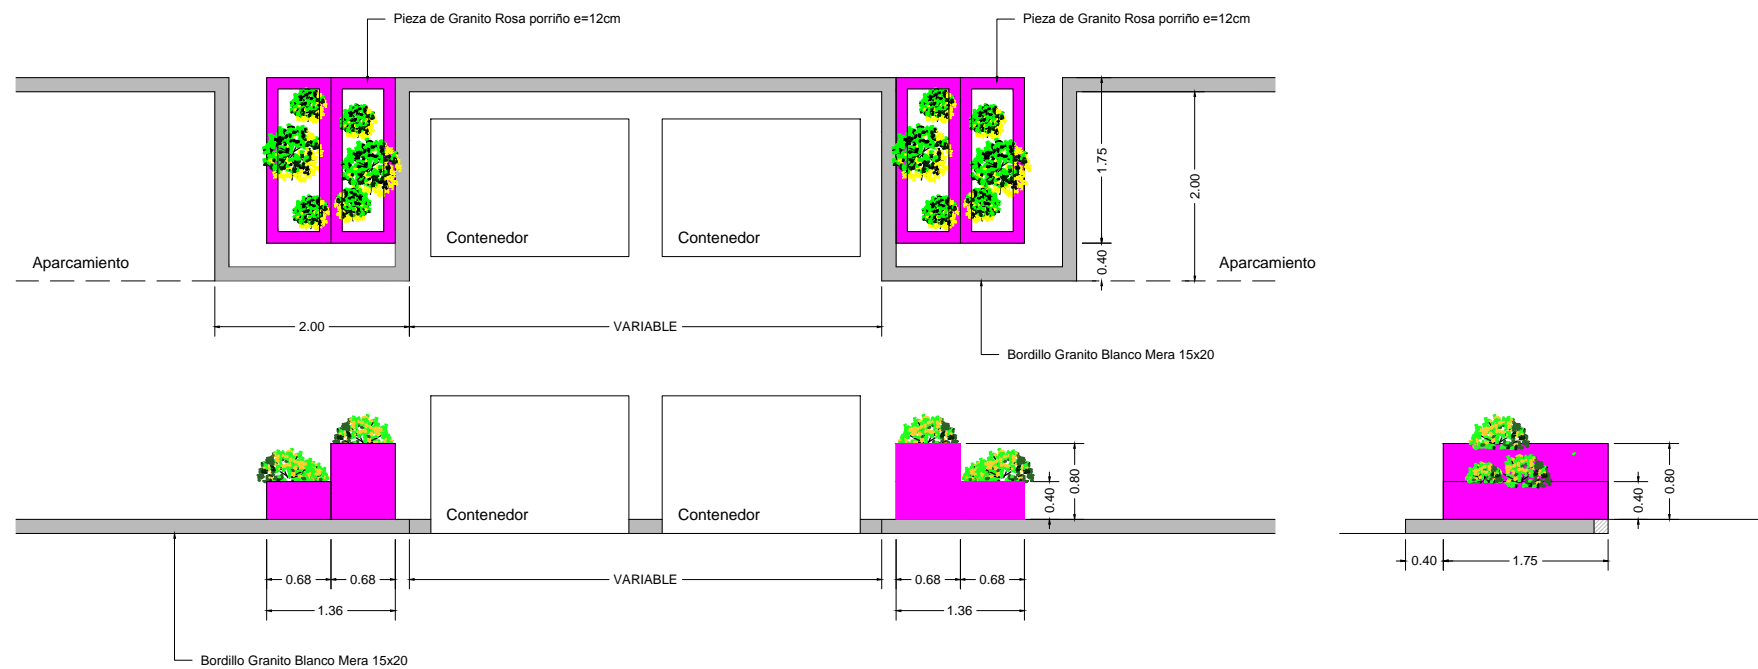 Pieza de Granito Rosa porriño e=12cm
Pieza de Granito Rosa porriño e=12cm
1.75
2.00
0.40
Contenedor
Contenedor
Aparcamiento
Aparcamiento
2.00
VARIABLE
Bordillo Granito Blanco Mera 15x20
0.80
0.40
0.80
0.40
Contenedor
Contenedor
0.40
1.75
0.68
0.68
VARIABLE
0.68
0.68
1.36
1.36
Bordillo Granito Blanco Mera 15x20